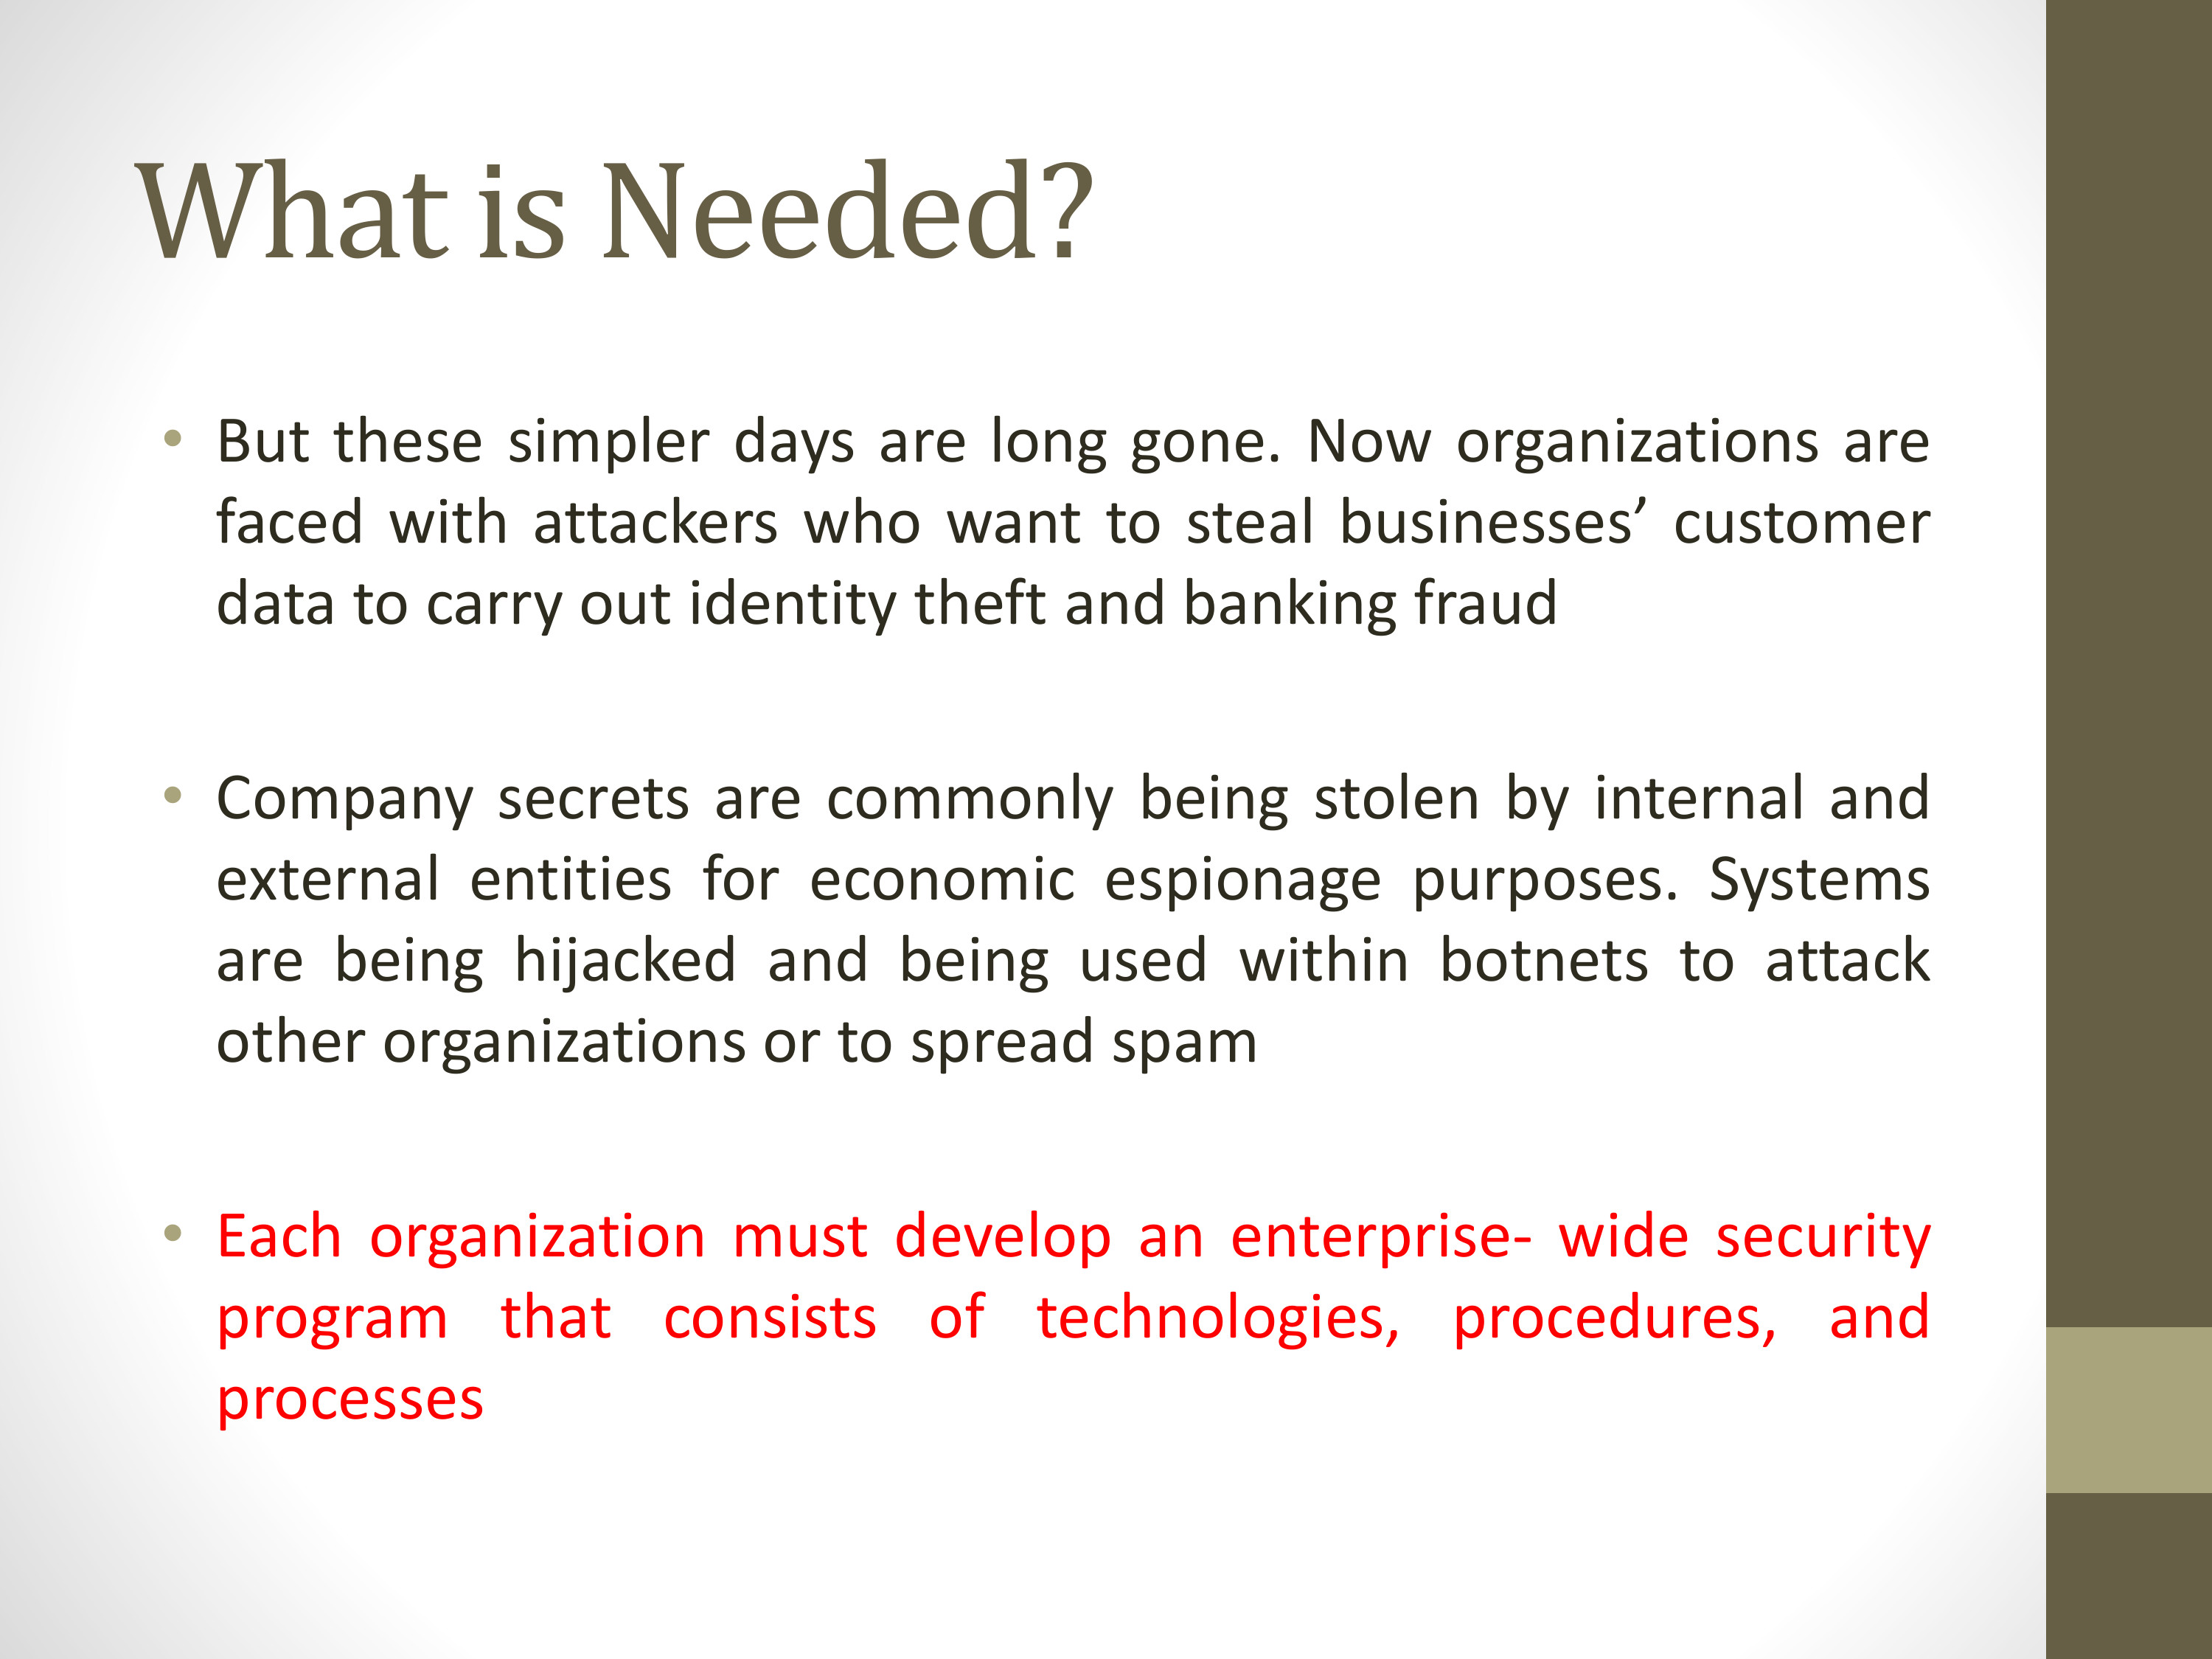 What is Needed?
• But these simpler days are long gone. Now organizations are
faced with attackers who want to steal businesses’ customer
data to carry out identity theft and banking fraud
• Company secrets are commonly being stolen by internal and
external entities for economic espionage purposes. Systems
are being hijacked and being used within botnets to attack
other organizations or to spread spam
• Each organization must develop an enterprise- wide security
program that consists of technologies, procedures, and
processes